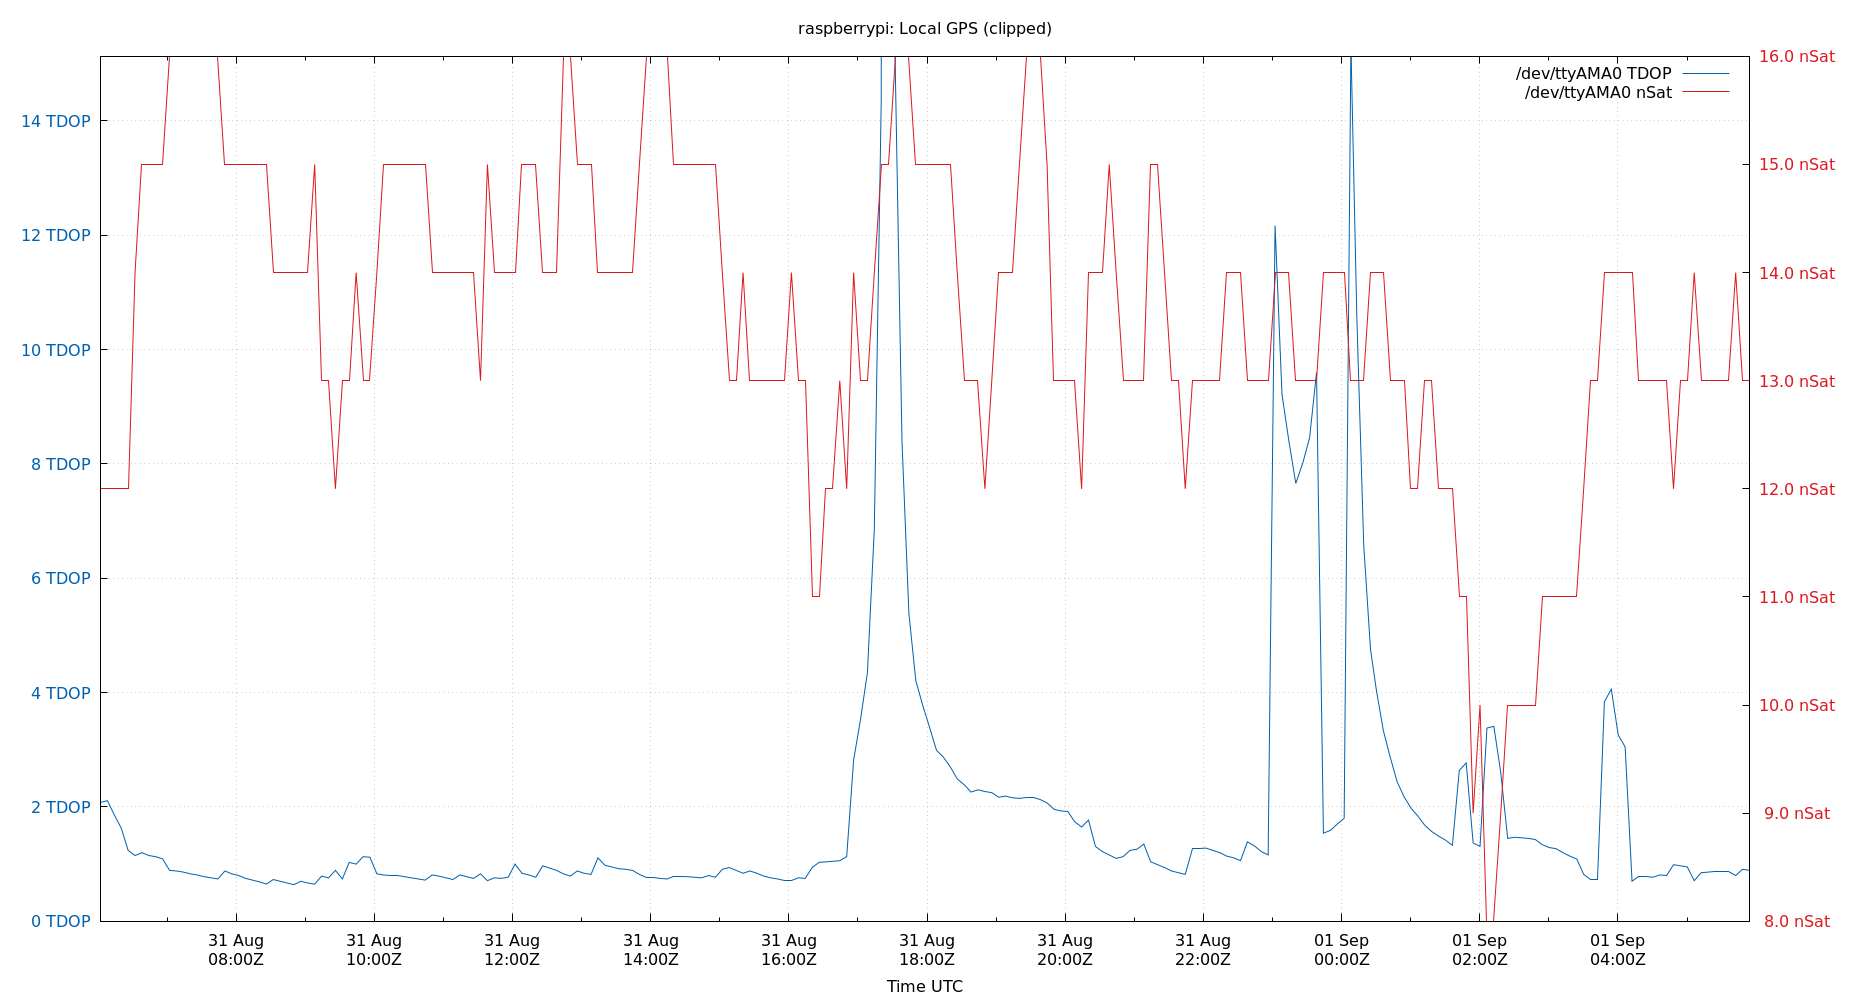 raspberrypi: Local GPS (clipped)
/dev/ttyAMA0 TDOP
/dev/ttyAMA0 nSat
14 TDOP
12 TDOP
10 TDOP
8 TDOP
6 TDOP
4 TDOP
2 TDOP
0 TDOP
16.0 nSat
15.0 nSat
14.0 nSat
13.0 nSat
12.0 nSat
11.0 nSat
10.0 nSat
9.0 nSat
8.0 nSat
31 Aug
08:00Z
31 Aug
10:00Z
31 Aug
12:00Z
31 Aug
14:00Z
31 Aug
16:00Z
31 Aug
18:00Z
31 Aug
20:00Z
31 Aug
22:00Z
01 Sep
00:00Z
01 Sep
02:00Z
01 Sep
04:00Z
Time UTC